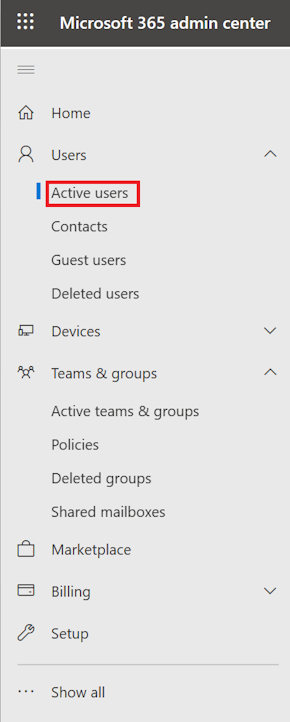 Microsoft 365 admin center
Home
Users
Active users
Contacts
Guest users
Deleted users
Devices
Teams & groups
Active teams & groups
Policies
Deleted groups
Shared mailboxes
Marketplace
Billing
Setup
Show all